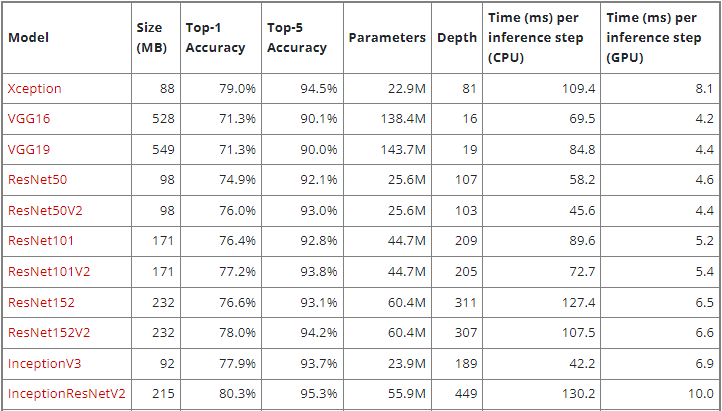 Model Size (MB) Top-1 Accuracy Top-5 Accuracy Parameters Depth Time (ms) per inference step (CPU) Time (ms) per inference step (GPU)
Xception 88 79.0% 94.5% 22.9M 81 109.4 8.1
VGG16 528 71.3% 90.1% 138.4M 16 69.5 4.2
VGG19 549 71.3% 90.0% 143.7M 19 84.8 4.4
ResNet50 98 74.9% 92.1% 25.6M 107 58.2 4.6
ResNet50V2 98 76.0% 93.0% 25.6M 103 45.6 4.4
ResNet101 171 76.4% 92.8% 44.7M 209 89.6 5.2
ResNet101V2 171 77.2% 93.8% 44.7M 205 72.7 5.4
ResNet152 232 76.6% 93.1% 60.4M 311 127.4 6.5
ResNet152V2 232 78.0% 94.2% 60.4M 307 107.5 6.6
InceptionV3 92 77.9% 93.7% 23.9M 189 42.2 6.9
InceptionResNetV2 215 80.3% 95.3% 55.9M 449 130.2 10.0